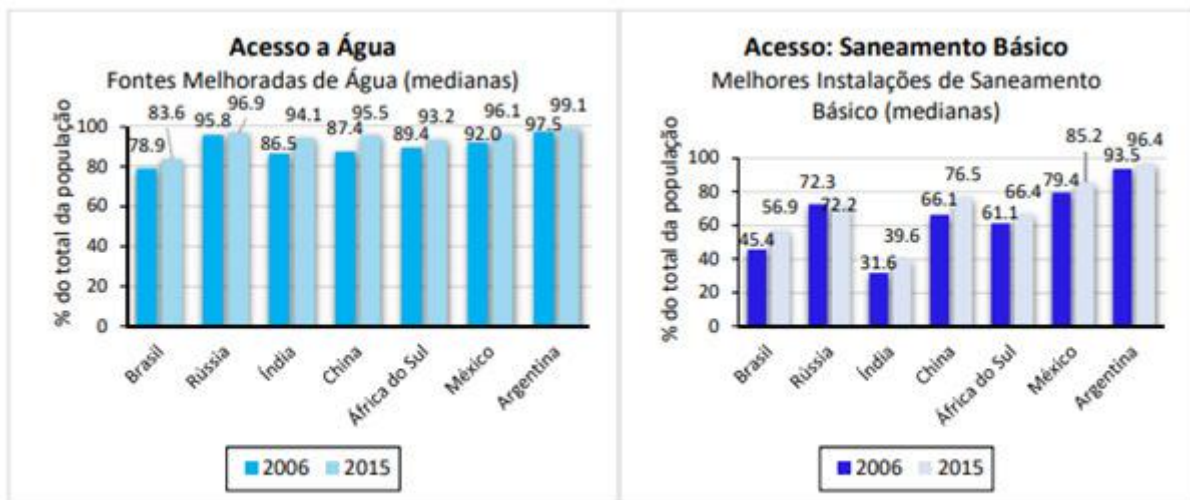 Acesso a Água
Fontes Melhoradas de Água (medianas)
83.6 96.9 94.1 95.5 93.2 96.1 99.1
78.9 95.8 86.5 87.4 89.4 92.0 97.5
% do total da população
100
80
60
40
20
0
Brasil
Rússia
Índia
China
África do Sul
México
Argentina
2006 2015
Acesso: Saneamento Básico
Melhores Instalações de Saneamento
Básico (medianas)
56.9 72.2 39.6 76.5 66.4 85.2 96.4
45.4 72.3 31.6 66.1 61.1 79.4 93.5
% do total da população
100
80
60
40
20
0
Brasil
Rússia
Índia
China
África do Sul
México
Argentina
2006 2015